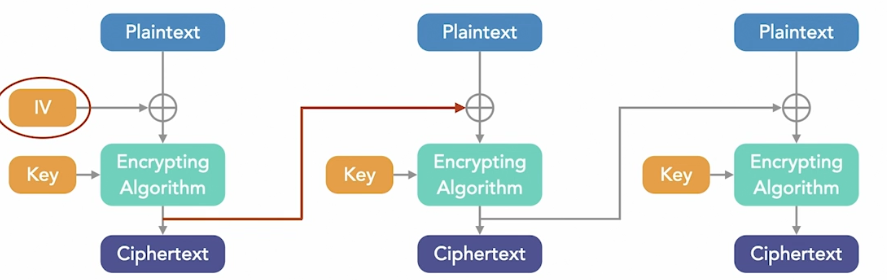 Plaintext
Plaintext
Plaintext
IV
Key
Encrypting
Algorithm
Key
Encrypting
Algorithm
Key
Encrypting
Algorithm
Ciphertext
Ciphertext
Ciphertext